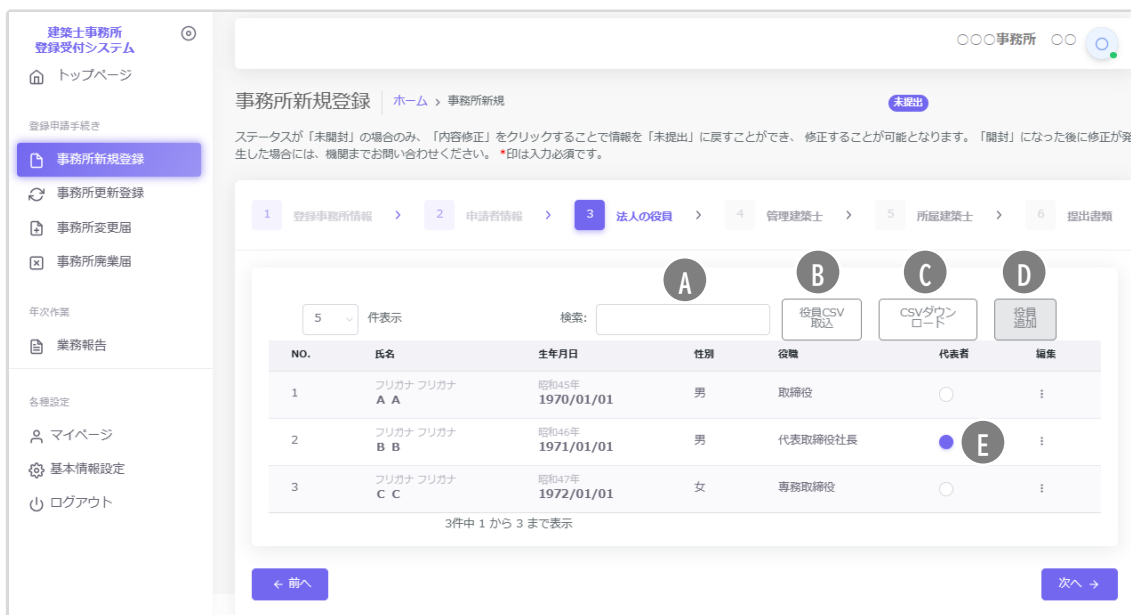 建築士事務所
登録受付システム
〇〇〇事務所 〇〇
トップページ
登録申請手続き
事務所新規登録
事務所更新登録
事務所変更届
事務所廃業届
年次作業
業務報告
各種設定
マイページ
基本情報設定
ログアウト
事務所新規登録 ホーム > 事務所新規 未提出
ステータスが「未開封」の場合のみ、「内容修正」をクリックすることで情報を「未提出」に戻すことができ、 修正することが可能となります。「開封」になった後に修正が発
生した場合には、機関までお問い合わせください。 *印は入力必須です。
1 登録事務所情報 > 2 申請者情報 > 3 法人の役員 > 4 管理建築士 > 5 所属建築士 > 6 提出書類
A B C D
5 件表示 検索: 役員CSV
取込 CSVダウン
ロード 役員
追加
NO. 氏名 生年月日 性別 役職 代表者 編集
フリガナ フリガナ 昭和45年
1 A A 1970/01/01 男 取締役
フリガナ フリガナ 昭和46年
2 B B 1971/01/01 男 代表取締役社長 E
フリガナ フリガナ 昭和47年
3 C C 1972/01/01 女 専務取締役
3件中 1 から 3 まで表示
← 前へ 次へ →